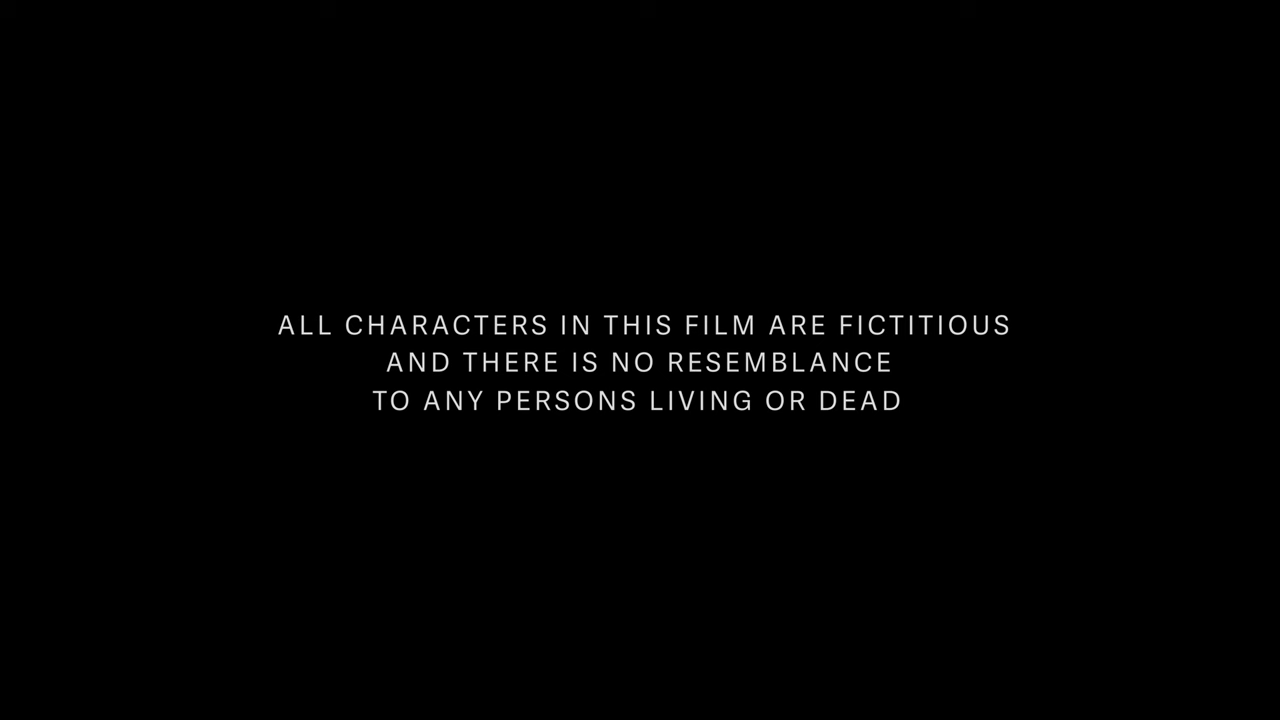 ALL CHARACTERS IN THIS FILM ARE FICTITIOUS
AND THERE IS NO RESEMBLANCE
TO ANY PERSONS LIVING OR DEAD